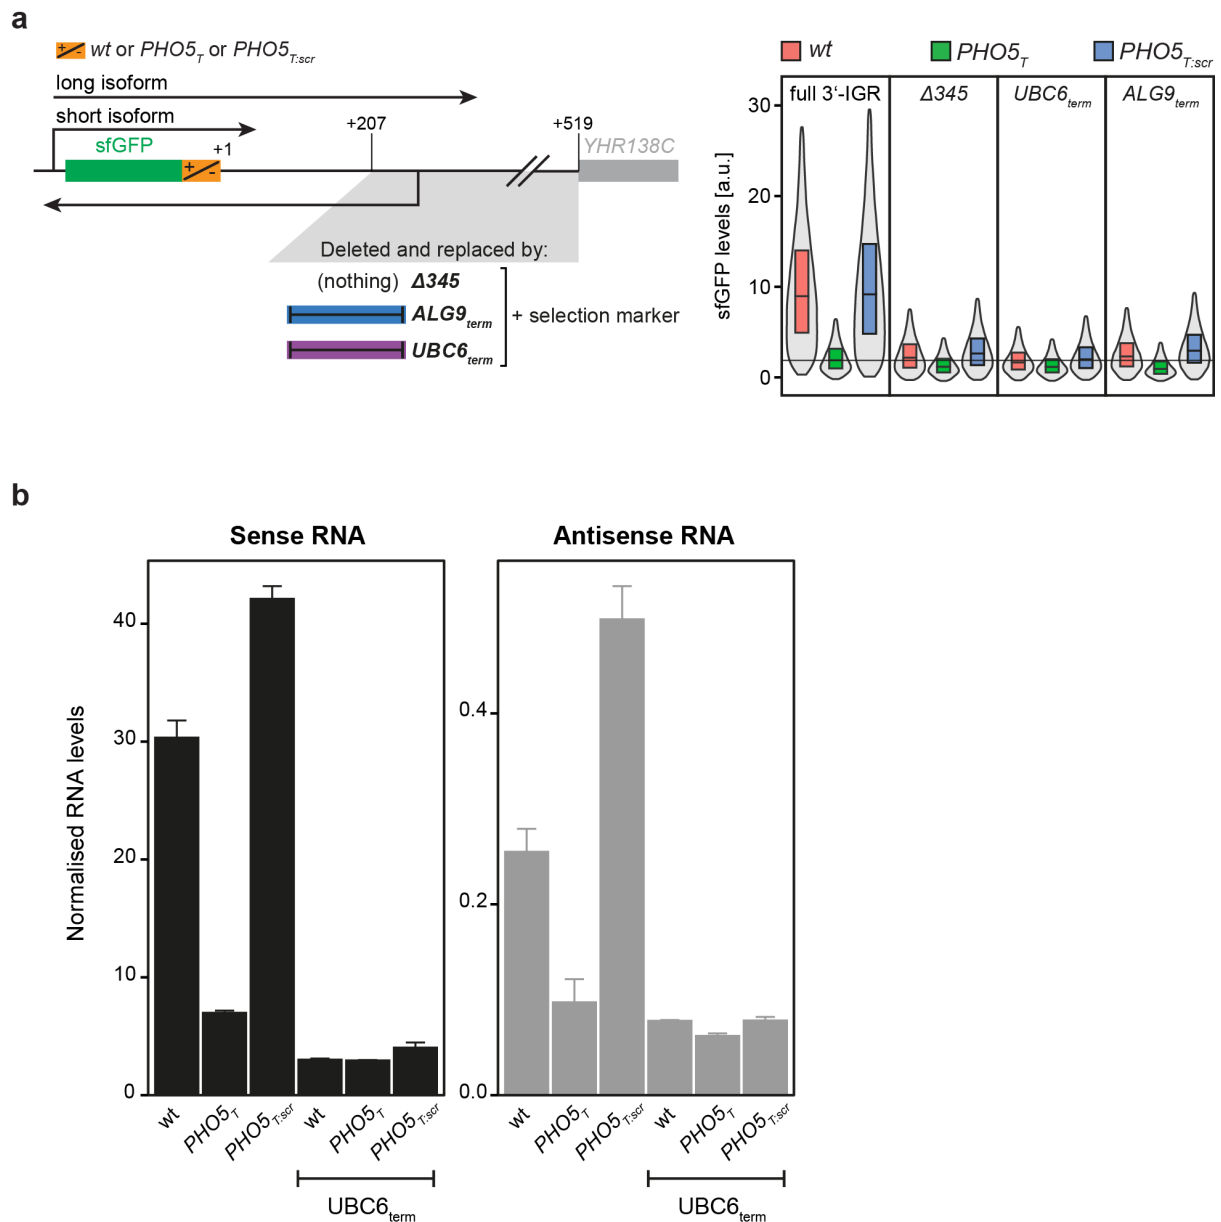 a
+ - wt or PHO5T or PHO5T:scr
long isoform
short isoform
sfGFP
+ -
+1
+207
+519
YHR138C
Deleted and replaced by:
(nothing) Δ345
ALG9term
UBC6term
+ selection marker
wt
PHO5T
PHO5T:scr
full 3'-IGR
Δ345
UBC6term
ALG9term
sfGFP levels [a.u.]
30
20
10
0
b
Sense RNA
Antisense RNA
Normalised RNA levels
40
30
20
10
0
0.4
0.2
0.0
wt
PHO5T
PHO5T:scr
wt
PHO5T
PHO5T:scr
UBC6term
wt
PHO5T
PHO5T:scr
wt
PHO5T
PHO5T:scr
UBC6term